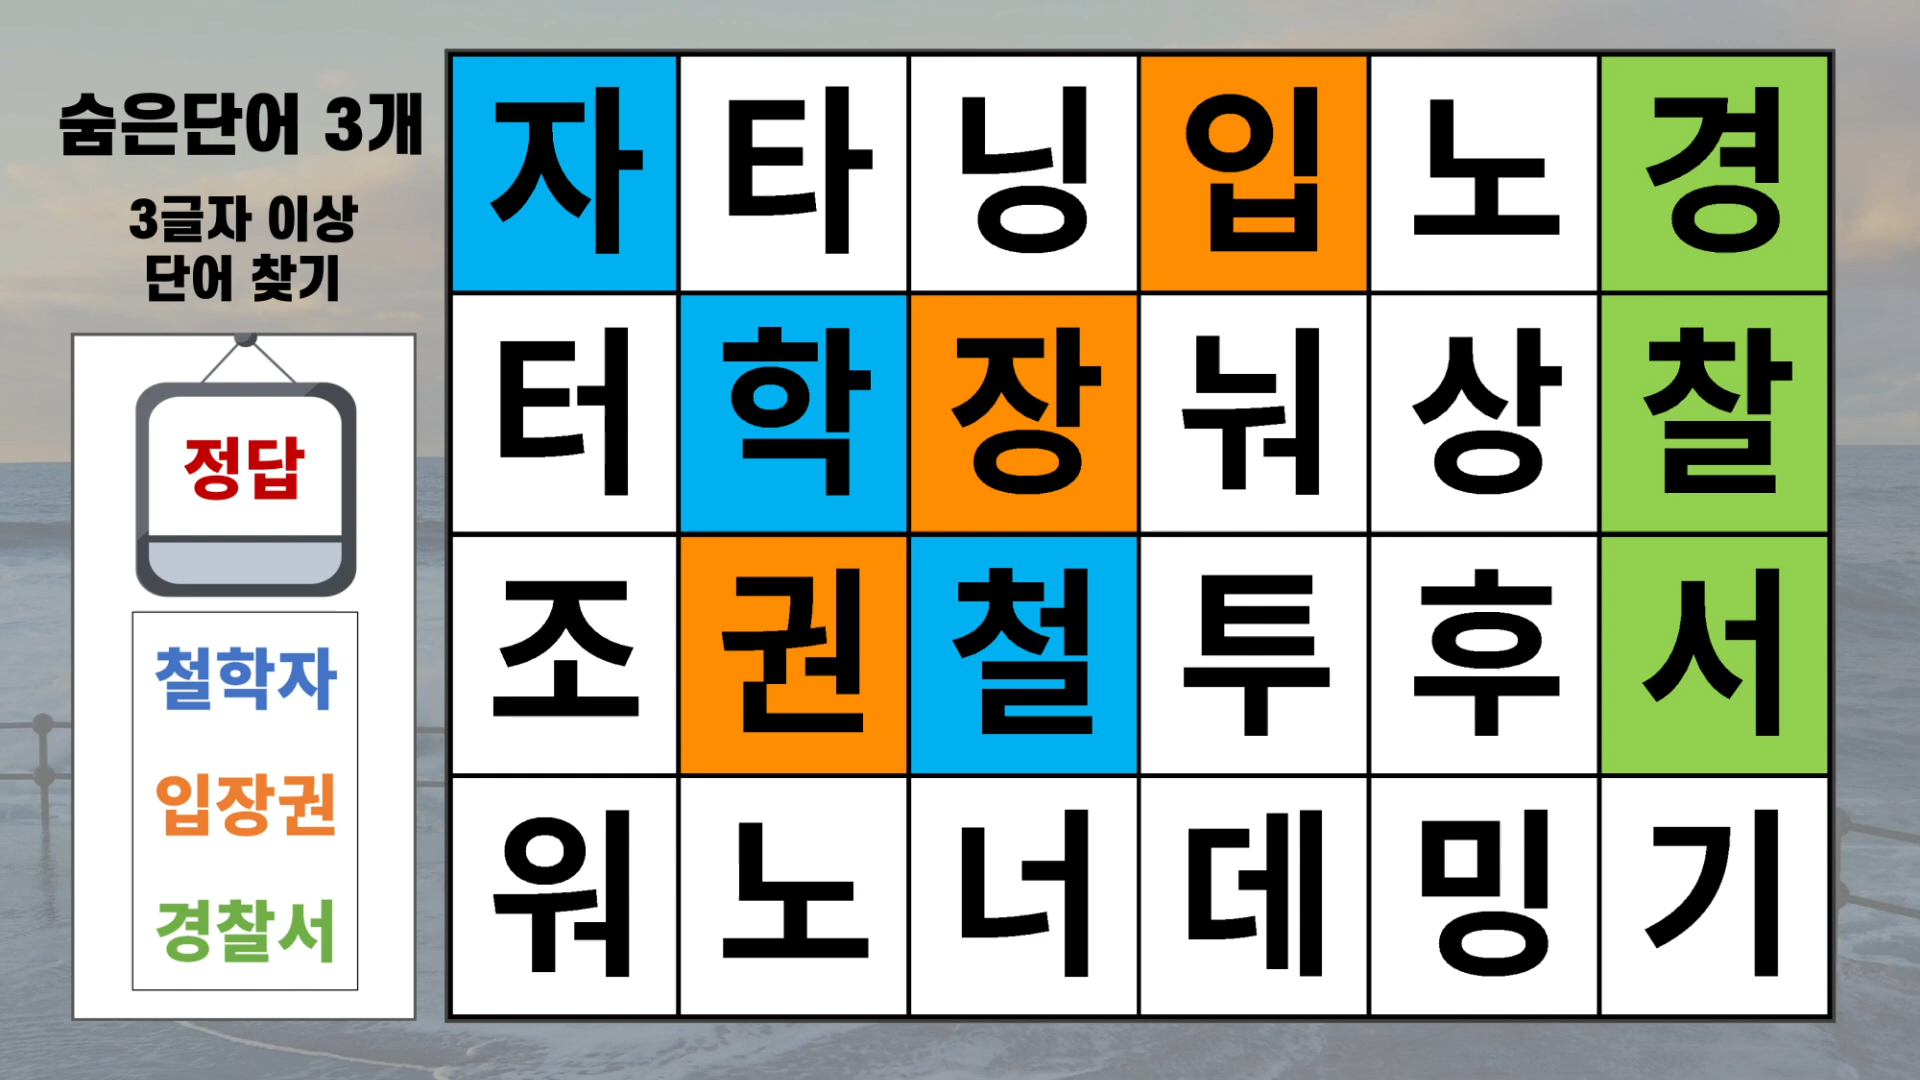 숨은단어 3개
3글자 이상
단어 찾기
정답
철학자
입장권
경찰서
자 타 닝 입 노 경
터 학 장 눠 상 찰
조 권 철 투 후 서
워 노 너 데 밍 기